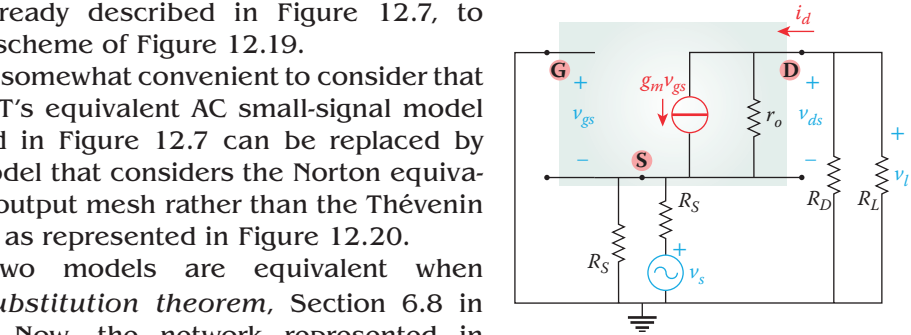 ready described in Figure 12.7, to
scheme of Figure 12.19.
somewhat convenient to consider that
T's equivalent AC small-signal model
d in Figure 12.7 can be replaced by
odel that considers the Norton equiva-
output mesh rather than the Thévenin
as represented in Figure 12.20.
wo models are equivalent when
ubstitution theorem, Section 6.8 in
Now, the network represented in
i_d
G
D
+
g_m v_gs
+
v_gs
r_o
v_ds
+
−
S
−
v_l
R_S
R_D
R_L
R_S
+
v_s